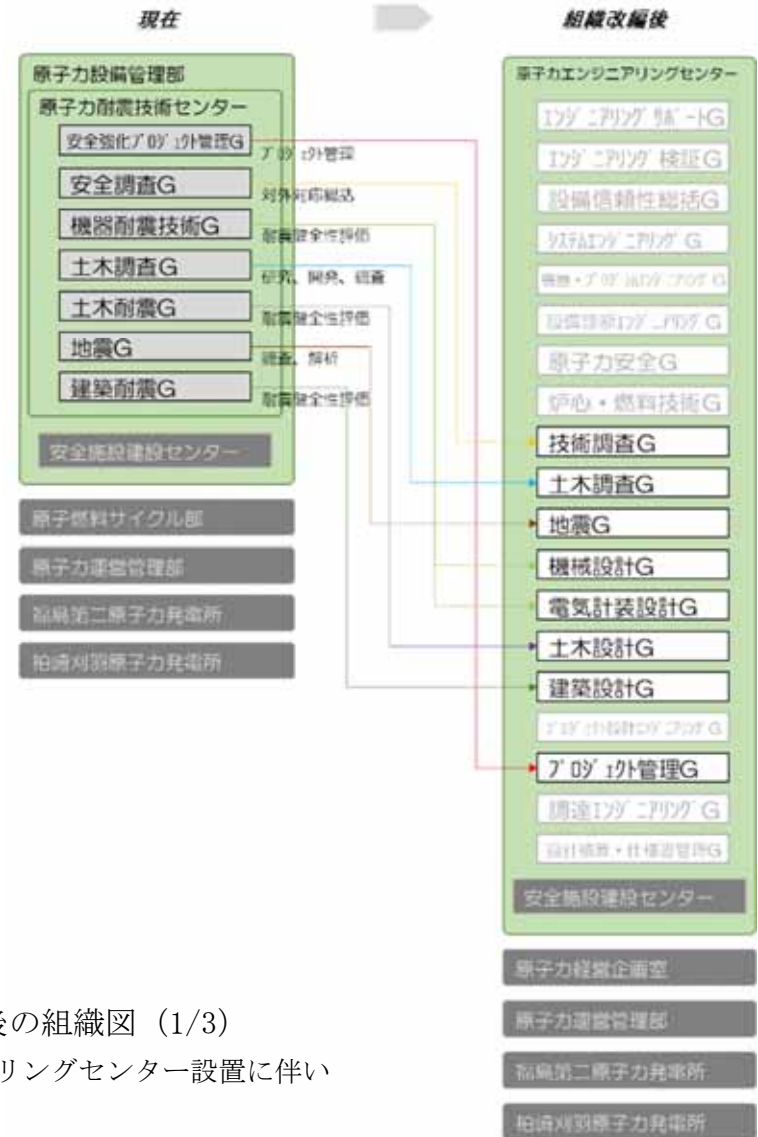 現在
組織改編後
原子力設備管理部
原子力耐震技術センター
安全強化ﾌﾟﾛｼﾞｪｸﾄ管理G
安全調査G
機器耐震技術G
土木調査G
土木耐震G
地震G
建築耐震G
安全施設建設センター
原子燃料サイクル部
原子力運営管理部
福島第二原子力発電所
柏崎刈羽原子力発電所
ﾌﾟﾛｼﾞｪｸﾄ管理
対外対応総括
耐震健全性評価
研究、開発、調査
耐震健全性評価
調査、解析
耐震健全性評価
原子力エンジニアリングセンター
ｴﾝｼﾞﾆｱﾘﾝｸﾞｻﾎﾟｰﾄG
ｴﾝｼﾞﾆｱﾘﾝｸﾞ検証G
設備信頼性総括G
ｼｽﾃﾑｴﾝｼﾞﾆｱﾘﾝｸﾞG
原子力安全G
炉心・燃料技術G
技術調査G
土木調査G
地震G
機械設計G
電気計装設計G
土木設計G
建築設計G
ﾌﾟﾛｼﾞｪｸﾄ管理G
調達ｴﾝｼﾞﾆｱﾘﾝｸﾞG
安全施設建設センター
原子力経営企画室
原子力運営管理部
福島第二原子力発電所
柏崎刈羽原子力発電所
後の組織図（1/3）
リングセンター設置に伴い